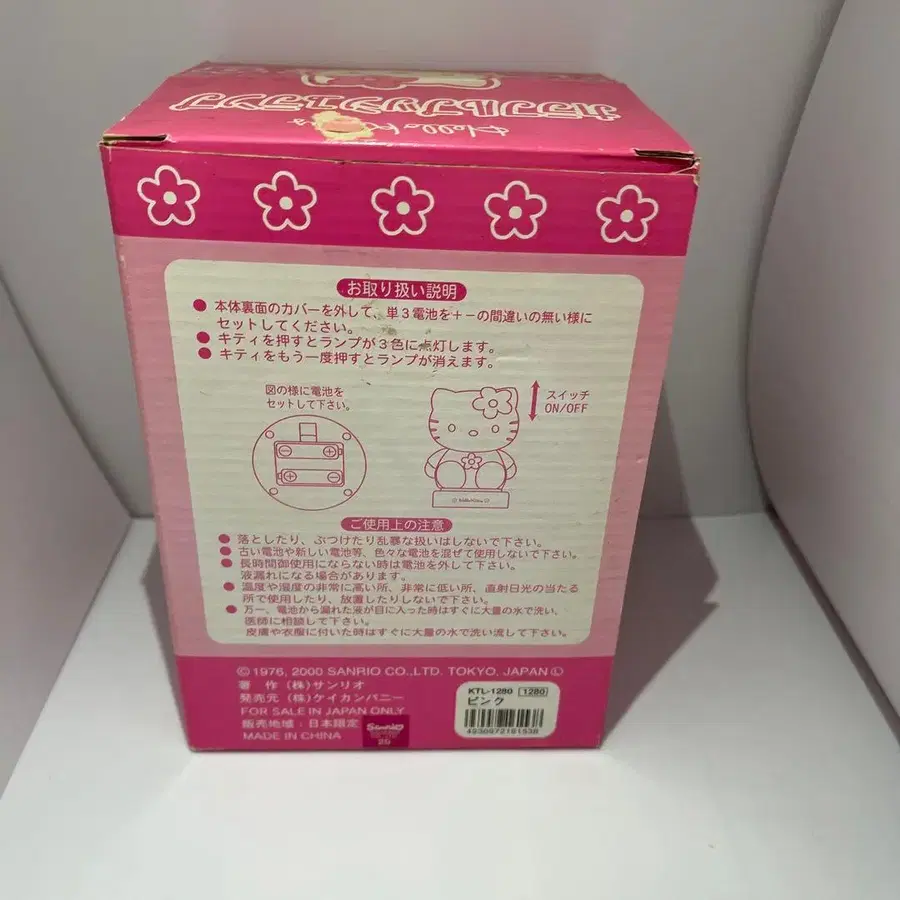 Hello
お取り扱い説明
● 本体裏面のカバーを外して、単3電池を+−の間違いの無い様に
セットしてください。
● キティを押すとランプが3色に点灯します。
● キティをもう一度押すとランプが消えます。
図の様に電池を
セットして下さい。
スイッチ
ON/OFF
ご使用上の注意
● 落としたり、ぶつけたり乱暴な扱いはしないで下さい。
● 古い電池や新しい電池等、色々な電池を混ぜて使用しないで下さい。
● 長時間御使用にならない時は電池を外して下さい。
液漏れになる場合があります。
● 温度や湿度の非常に高い所、非常に低い所、直射日光の当たる
所で使用したり、放置したりしないで下さい。
● 万一、電池から漏れた液が目に入った時はすぐに大量の水で洗い、
医師に相談して下さい。
皮膚や衣服に付いた時はすぐに大量の水で洗い流して下さい。
© 1976, 2000 SANRIO CO.,LTD. TOKYO, JAPAN Ⓛ
著 作 (株)サンリオ
発売元 (株)ケイカンパニー
FOR SALE IN JAPAN ONLY
販売地域：日本限定
MADE IN CHINA
Sanrio
KTL-1280 1280
ピンク